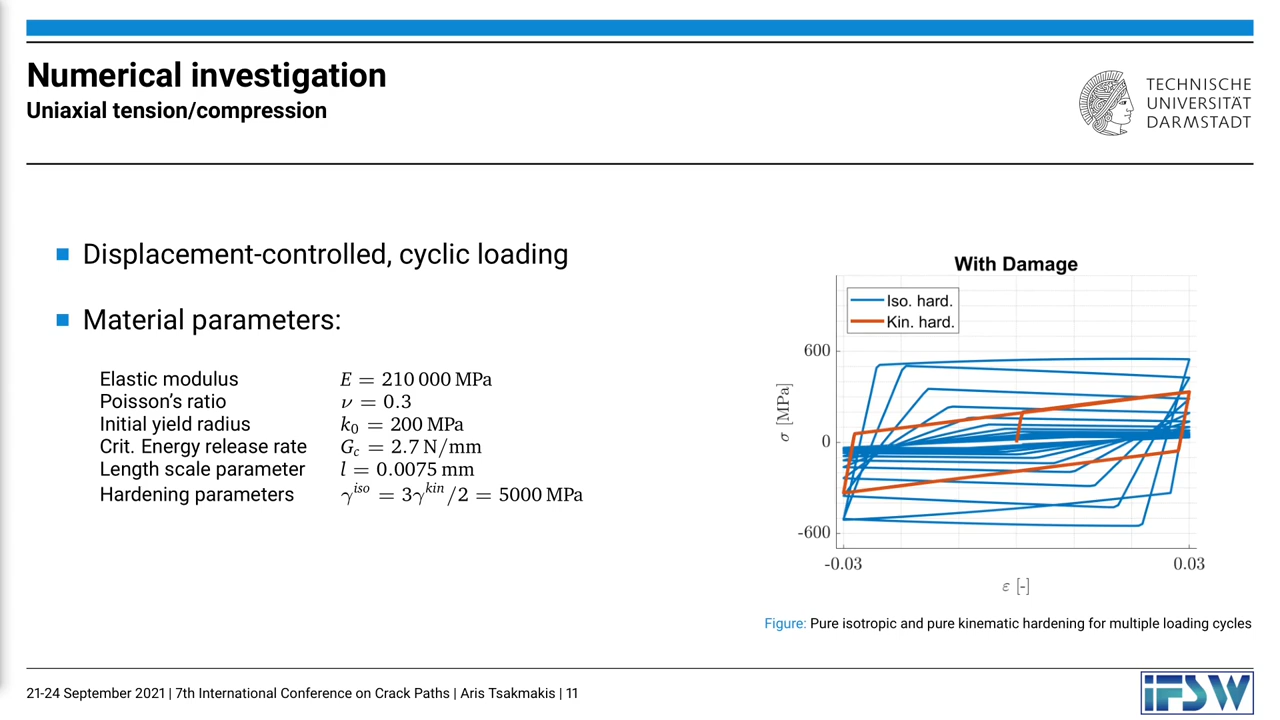 Numerical investigation
Uniaxial tension/compression
TECHNISCHE
UNIVERSITÄT
DARMSTADT
Displacement-controlled, cyclic loading
Material parameters:
Elastic modulus E = 210 000 MPa
Poisson's ratio ν = 0.3
Initial yield radius k₀ = 200 MPa
Crit. Energy release rate G꜀ = 2.7 N/mm
Length scale parameter l = 0.0075 mm
Hardening parameters γ^iso = 3γ^kin/2 = 5000 MPa
With Damage
Iso. hard.
Kin. hard.
600
0
-600
σ [MPa]
-0.03 0.03
ε [-]
Figure: Pure isotropic and pure kinematic hardening for multiple loading cycles
21-24 September 2021 | 7th International Conference on Crack Paths | Aris Tsakmakis | 11
iFSW